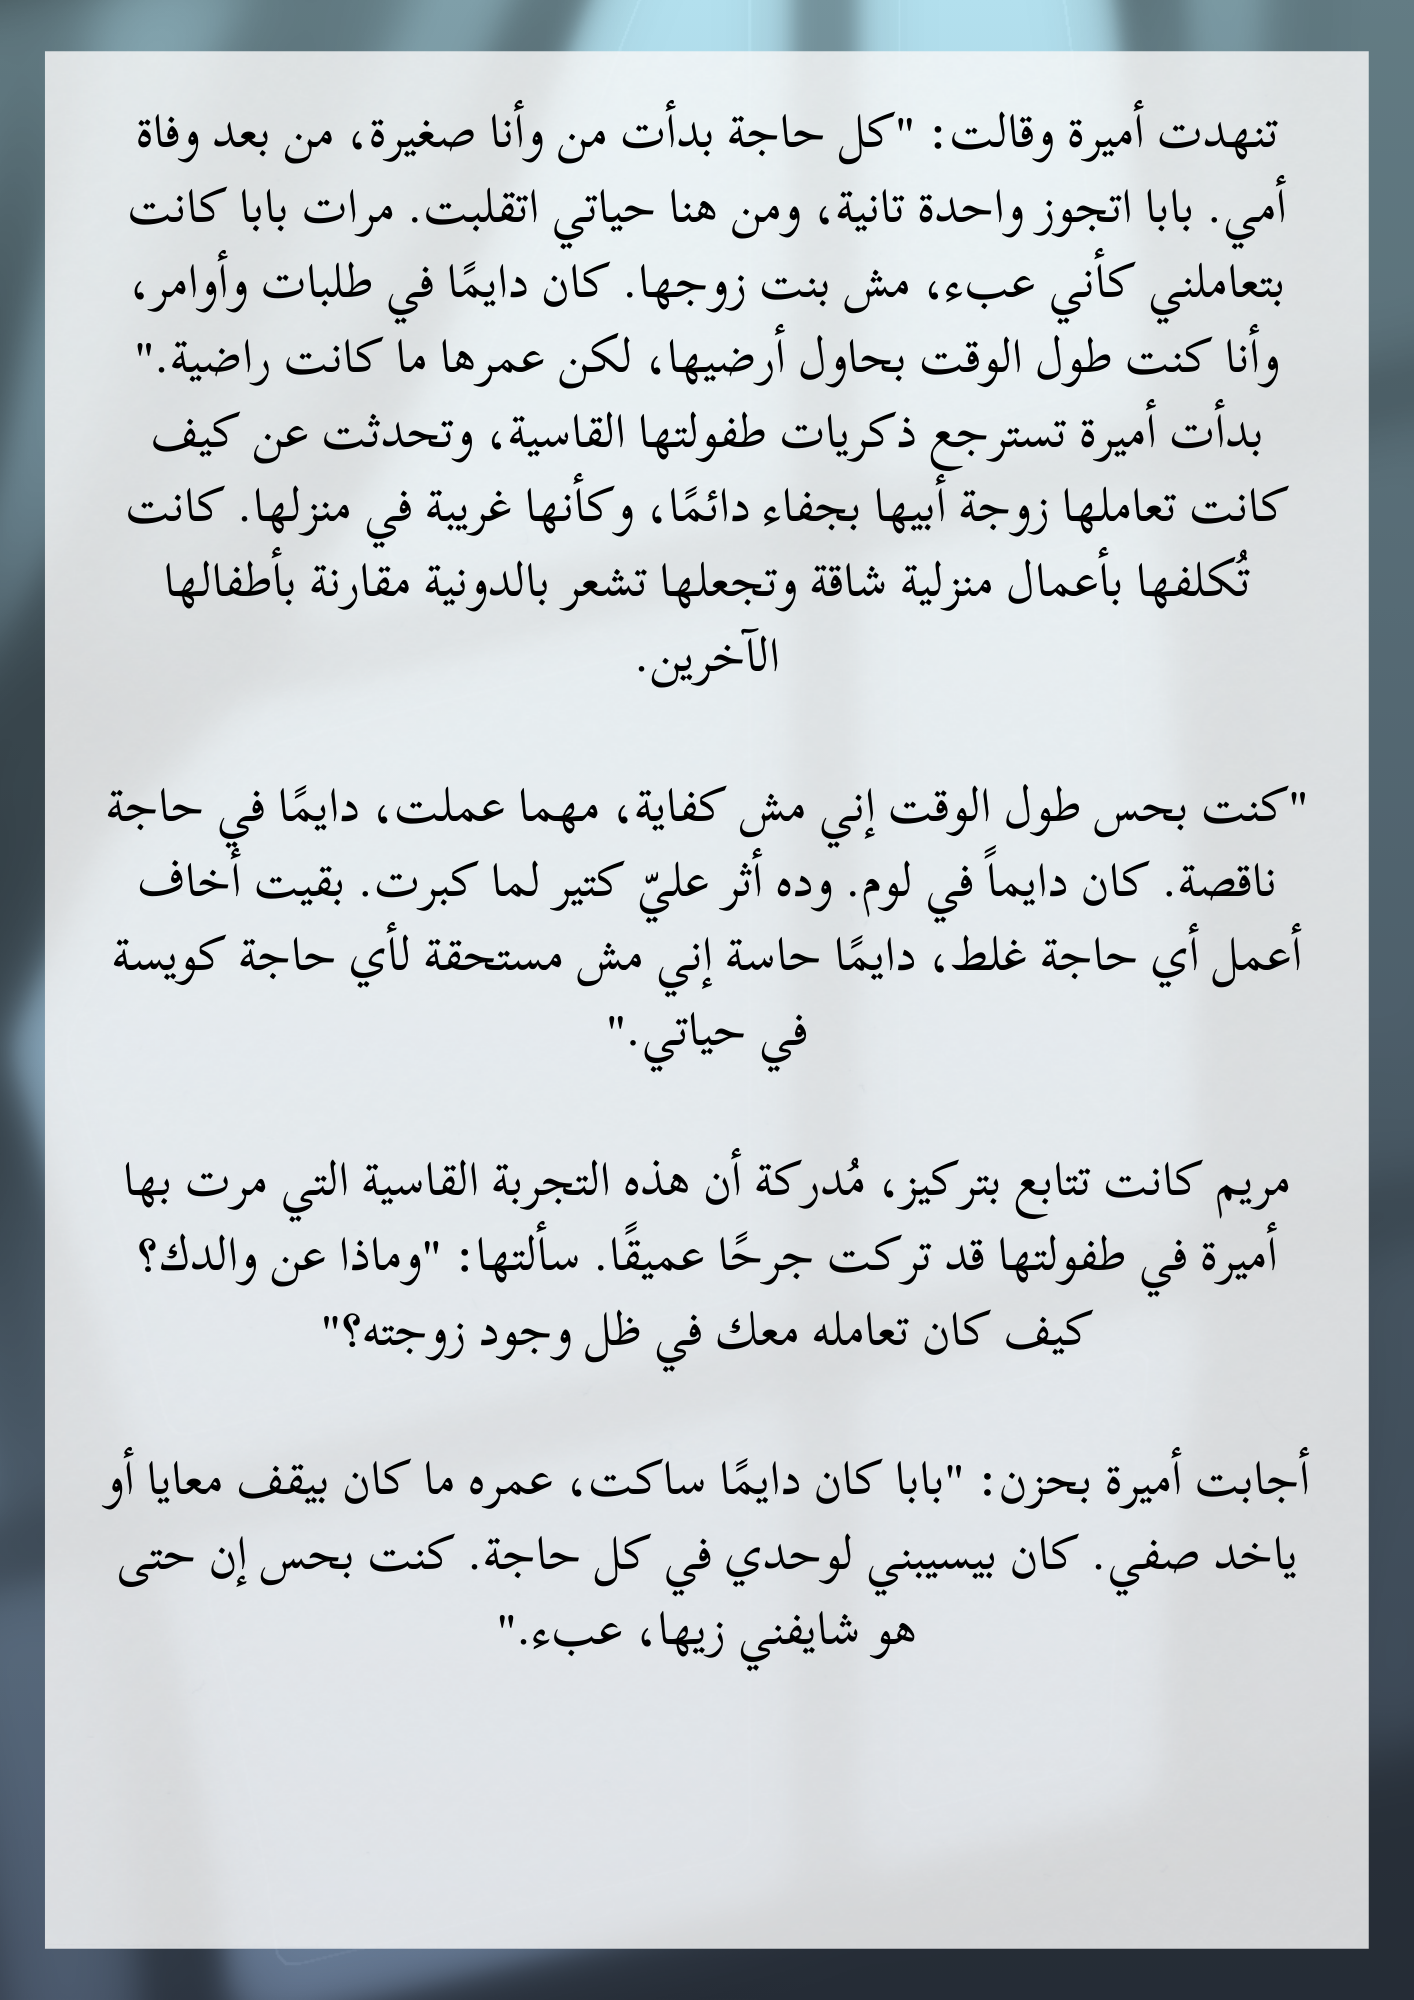 تنهدت أميرة وقالت: "كل حاجة بدأت من وأنا صغيرة، من بعد وفاة
أمي. بابا اتجوز واحدة تانية، ومن هنا حياتي اتقلبت. مرات بابا كانت
بتعاملني كأني عبء، مش بنت زوجها. كان دايمًا في طلبات وأوامر،
وأنا كنت طول الوقت بحاول أرضيها، لكن عمرها ما كانت راضية."
بدأت أميرة تسترجع ذكريات طفولتها القاسية، وتحدثت عن كيف
كانت تعاملها زوجة أبيها بجفاء دائمًا، وكأنها غريبة في منزلها. كانت
تُكلفها بأعمال منزلية شاقة وتجعلها تشعر بالدونية مقارنة بأطفالها
الآخرين.
"كنت بحس طول الوقت إني مش كفاية، مهما عملت، دايمًا في حاجة
ناقصة. كان دايماً في لوم. وده أثر عليّ كتير لما كبرت. بقيت أخاف
أعمل أي حاجة غلط، دايمًا حاسة إني مش مستحقة لأي حاجة كويسة
في حياتي."
مريم كانت تتابع بتركيز، مُدركة أن هذه التجربة القاسية التي مرت بها
أميرة في طفولتها قد تركت جرحًا عميقًا. سألتها: "وماذا عن والدك؟
كيف كان تعامله معك في ظل وجود زوجته؟"
أجابت أميرة بحزن: "بابا كان دايمًا ساكت، عمره ما كان بيقف معايا أو
ياخد صفي. كان بيسيبني لوحدي في كل حاجة. كنت بحس إن حتى
هو شايفني زيها، عبء."